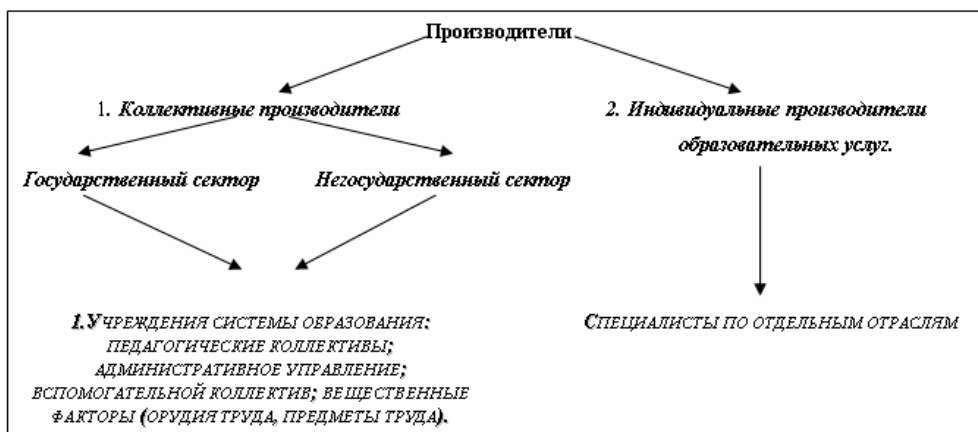 Производители
1. Коллективные производители
2. Индивидуальные производители
образовательных услуг.
Государственный сектор
Негосударственный сектор
1.УЧРЕЖДЕНИЯ СИСТЕМЫ ОБРАЗОВАНИЯ:
ПЕДАГОГИЧЕСКИЕ КОЛЛЕКТИВЫ;
АДМИНИСТРАТИВНОЕ УПРАВЛЕНИЕ;
ВСПОМОГАТЕЛЬНОЙ КОЛЛЕКТИВ; ВЕЩЕСТВЕННЫЕ
ФАКТОРЫ (ОРУДИЯ ТРУДА, ПРЕДМЕТЫ ТРУДА).
СПЕЦИАЛИСТЫ ПО ОТДЕЛЬНЫМ ОТРАСЛЯМ